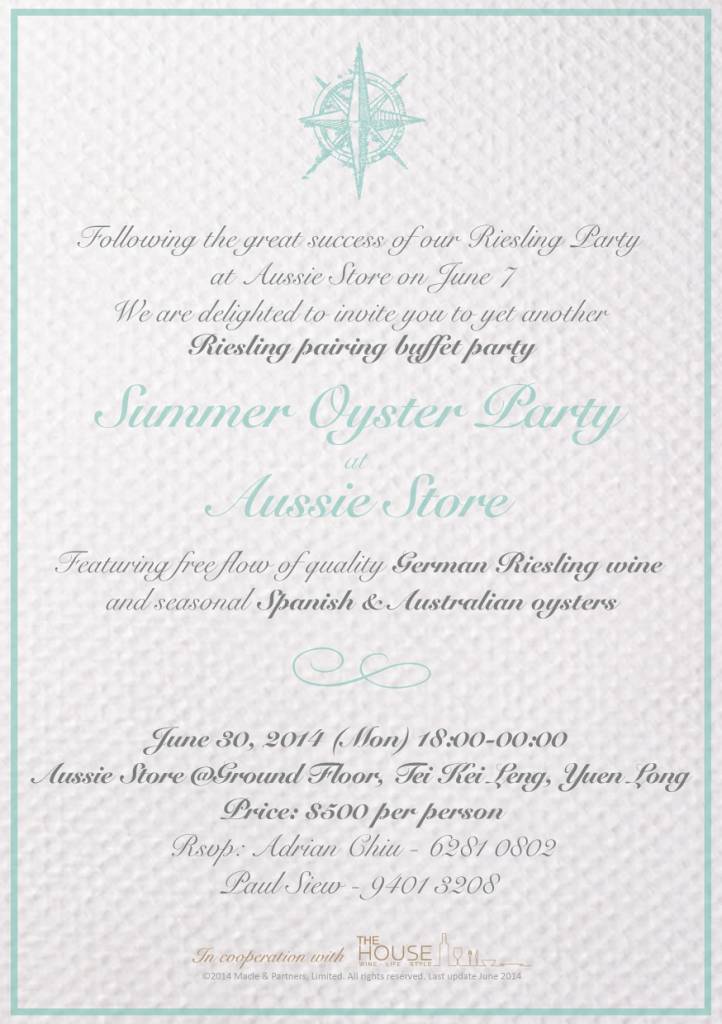 Following the great success of our Riesling Party
at Aussie Store on June 7
We are delighted to invite you to yet another
Riesling pairing buffet party
Summer Oyster Party
at
Aussie Store
Featuring free flow of quality German Riesling wine
and seasonal Spanish & Australian oysters
June 30, 2014 (Mon) 18:00-00:00
Aussie Store @Ground Floor, Tei Kei Leng, Yuen Long
Price: $500 per person
Rsvp: Adrian Chiu - 6281 0802
Paul Siew - 9401 3208
In cooperation with THE HOUSE
WINE · LIFE · STYLE
©2014 Macle & Partners, Limited. All rights reserved. Last update June 2014